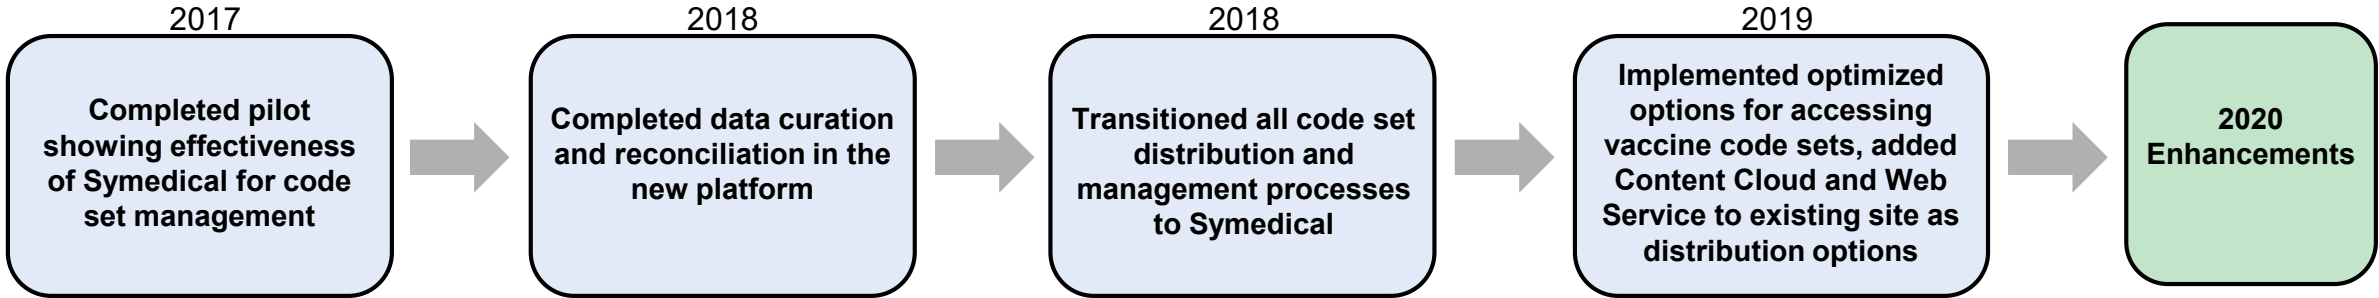 2017
Completed pilot
showing effectiveness
of Symedical for code
set management
2018
Completed data curation
and reconciliation in the
new platform
2018
Transitioned all code set
distribution and
management processes
to Symedical
2019
Implemented optimized
options for accessing
vaccine code sets, added
Content Cloud and Web
Service to existing site as
distribution options
2020
Enhancements